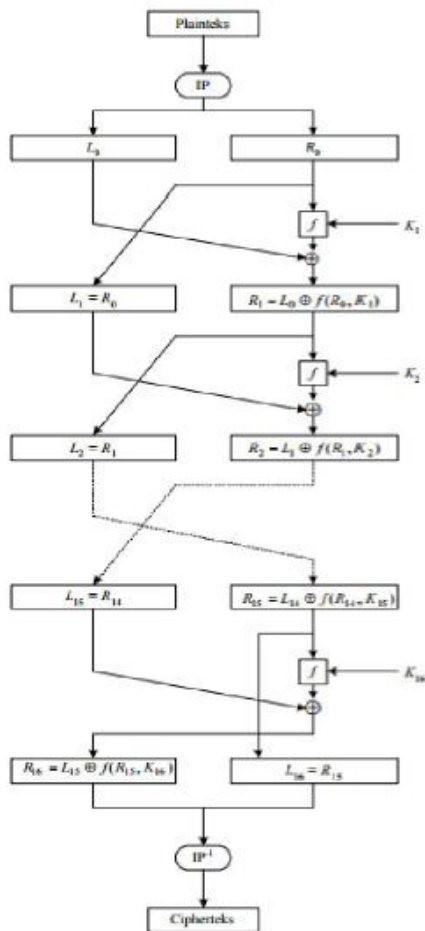 Plainteks
IP
L₀ R₀
f K₁
⊕
L₁ = R₀ R₁ = L₀ ⊕ f(R₀, K₁)
f K₂
⊕
L₂ = R₁ R₂ = L₁ ⊕ f(R₁, K₂)
L₁₅ = R₁₄ R₁₅ = L₁₄ ⊕ f(R₁₄, K₁₅)
f K₁₆
⊕
R₁₆ = L₁₅ ⊕ f(R₁₅, K₁₆) L₁₆ = R₁₅
IP⁻¹
Cipherteks